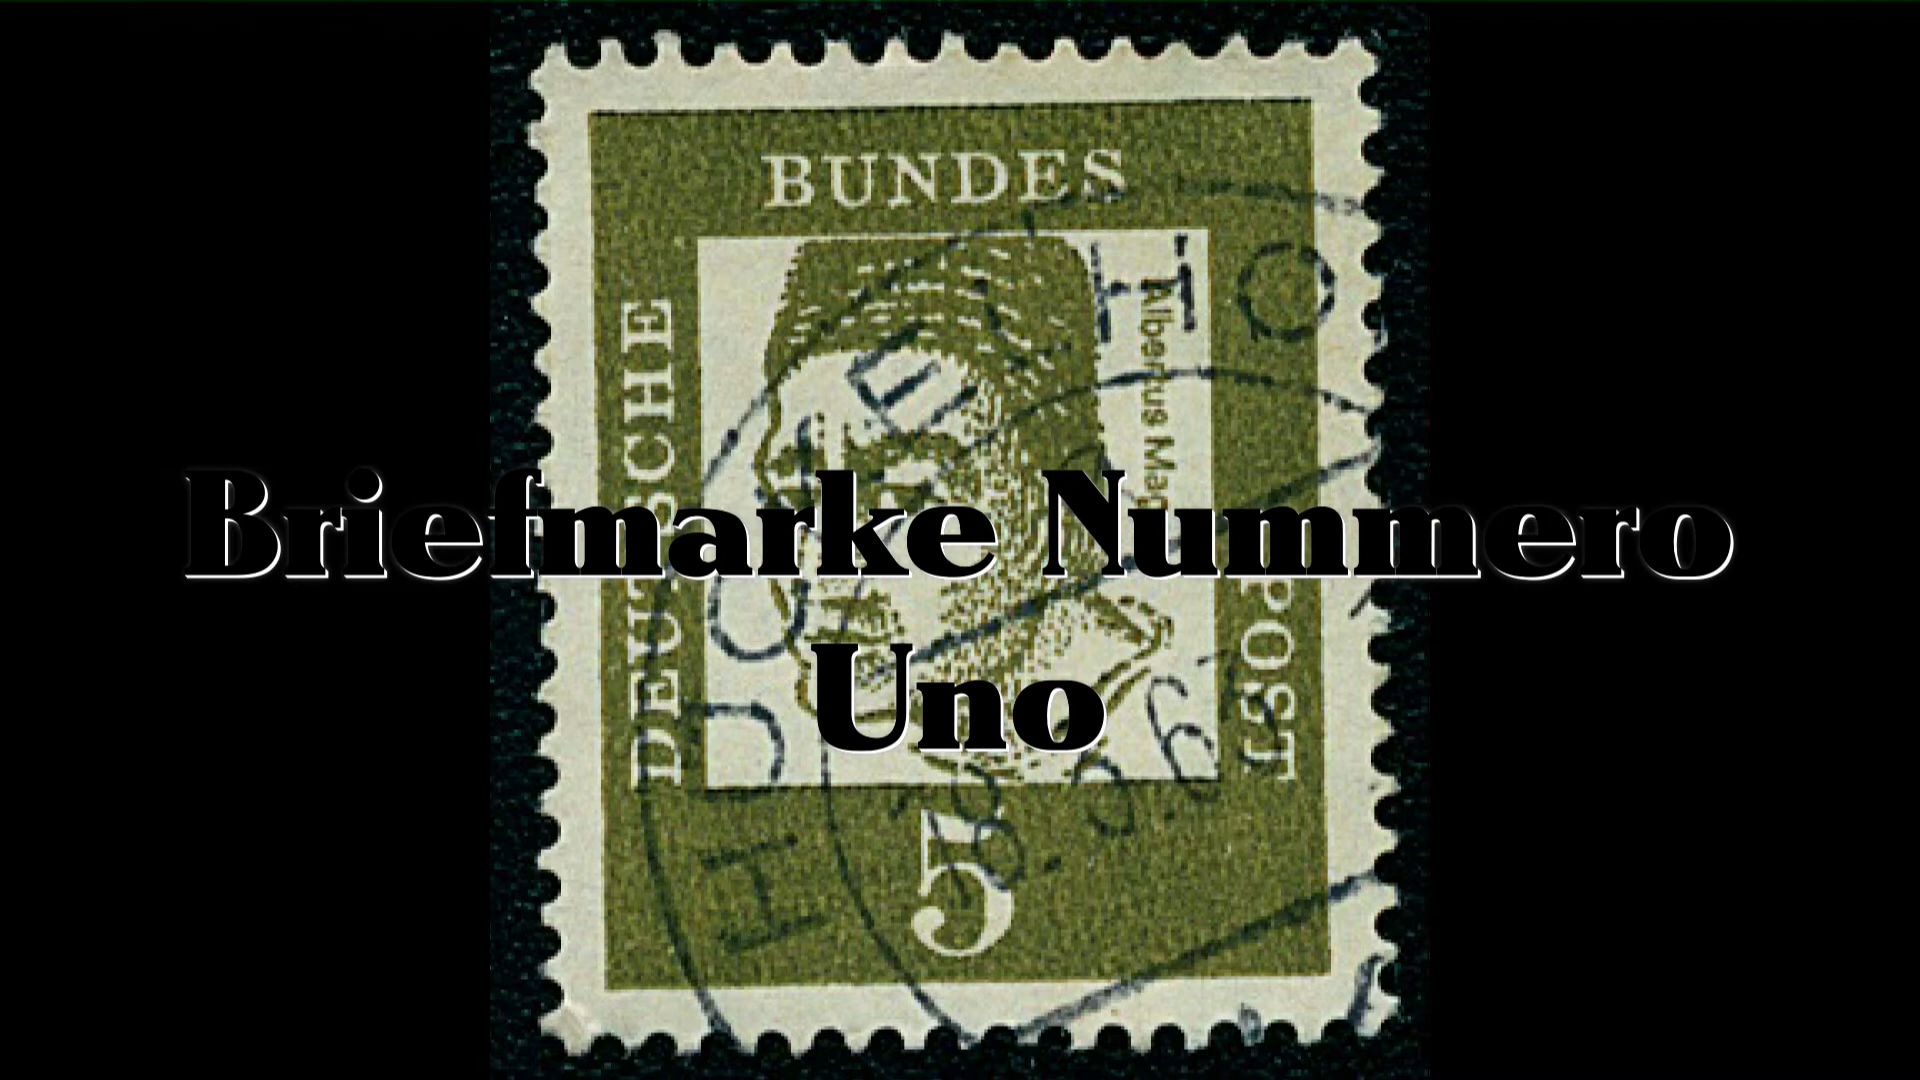 BUNDES
DEUTSCHE
POST
Albertus Mag
Briefmarke Nummero
Uno
5